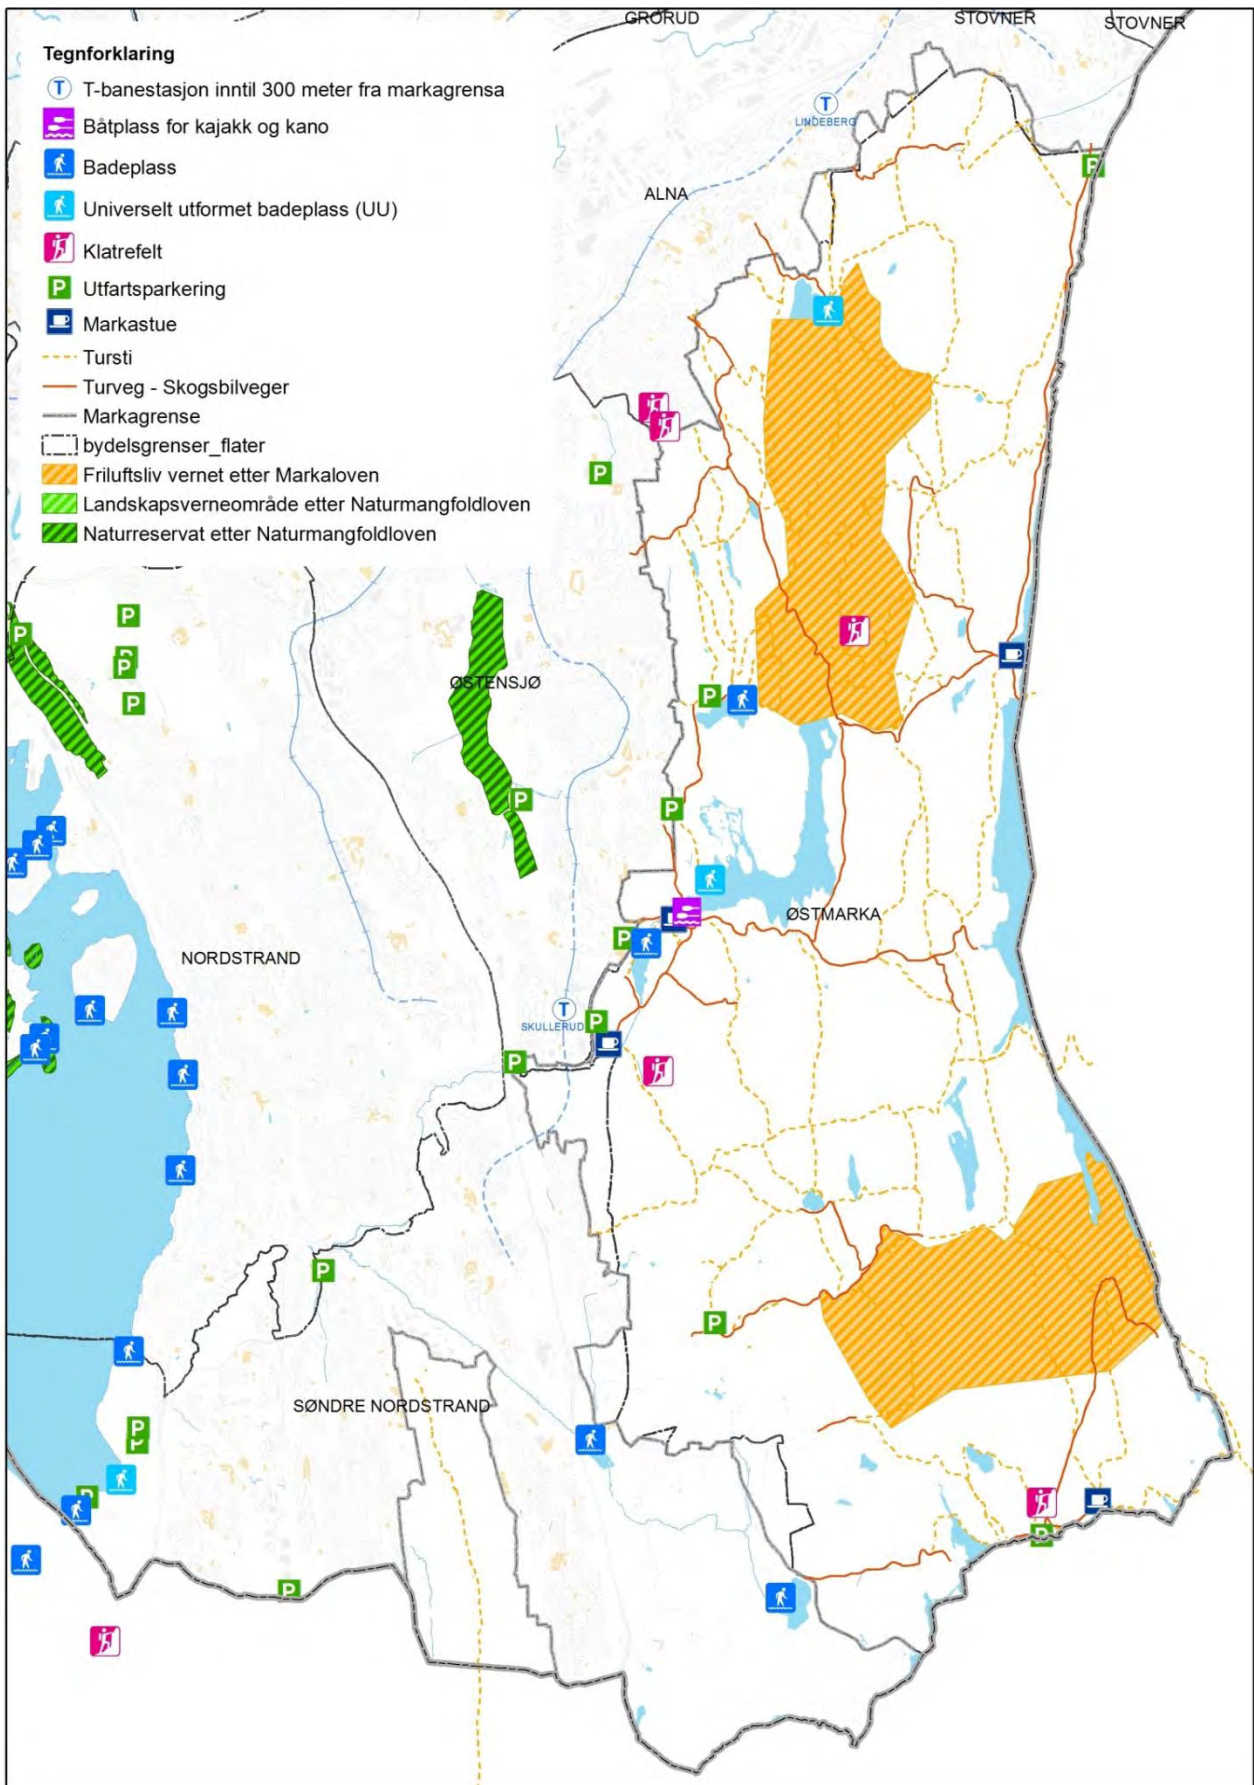 GRORUD
STOVNER
STOVNER
Tegnforklaring
T T-banestasjon inntil 300 meter fra markagrensa
Båtplass for kajakk og kano
Badeplass
Universelt utformet badeplass (UU)
Klatrefelt
P Utfartsparkering
Markastue
Tursti
Turveg - Skogsbilveger
Markagrense
bydelsgrenser_flater
Friluftsliv vernet etter Markaloven
Landskapsverneområde etter Naturmangfoldloven
Naturreservat etter Naturmangfoldloven
T
LINDEBERG
P
ALNA
P
P
P
P
P
P
ØSTENSJØ
P
P
P
ØSTMARKA
P
NORDSTRAND
T
SKULLERUD
P
P
P
P
SØNDRE NORDSTRAND
P
P
P
P
P